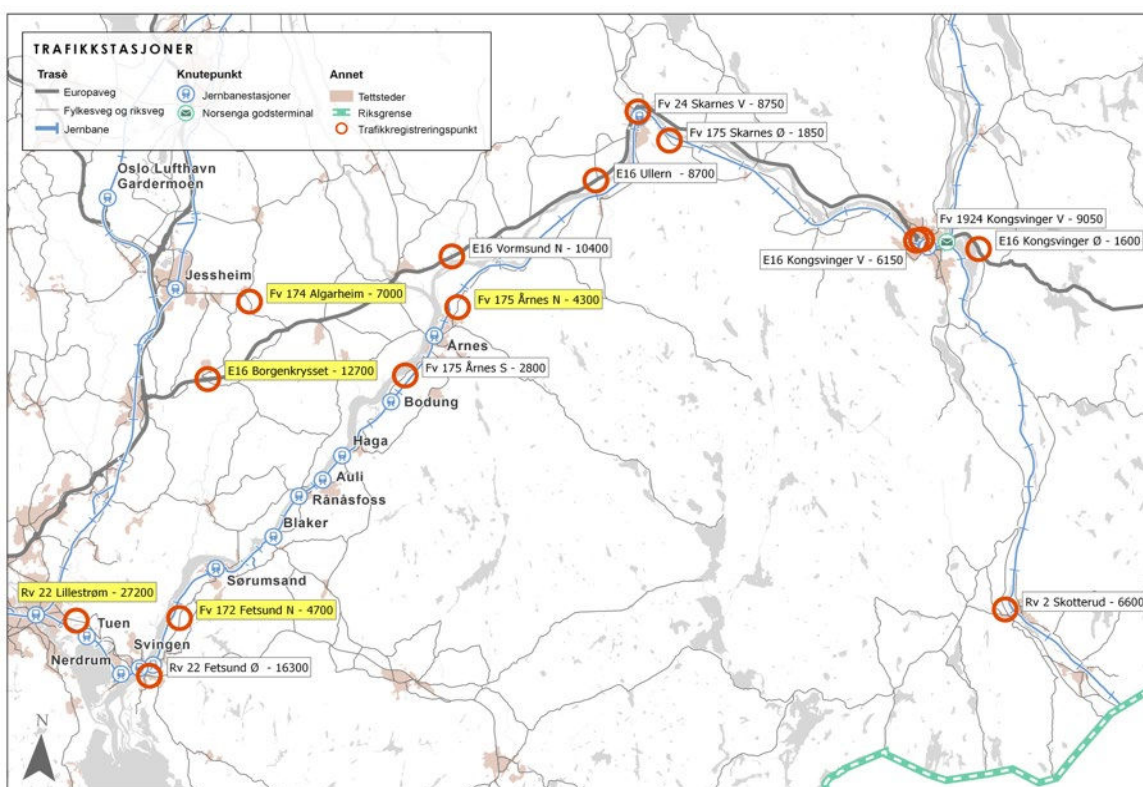 TRAFIKKSTASJONER
Trasè
Europaveg
Fylkesveg og riksveg
Jernbane
Knutepunkt
Jernbanestasjoner
Norsenga godsterminal
Annet
Tettsteder
Riksgrense
Trafikkregistreringspunkt
Fv 24 Skarnes V - 8750
Fv 175 Skarnes Ø - 1850
Oslo Lufthavn
Gardermoen
E16 Ullern - 8700
Fv 1924 Kongsvinger V - 9050
E16 Vormsund N - 10400
E16 Kongsvinger Ø - 1600
E16 Kongsvinger V - 6150
Jessheim
Fv 174 Algarheim - 7000
Fv 175 Årnes N - 4300
Årnes
E16 Borgenkrysset - 12700
Fv 175 Årnes S - 2800
Bodung
Haga
Auli
Rånåsfoss
Blaker
Sørumsand
Rv 22 Lillestrøm - 27200
Fv 172 Fetsund N - 4700
Rv 2 Skotterud - 6600
Tuen
Svingen
Nerdrum
Rv 22 Fetsund Ø - 16300
N